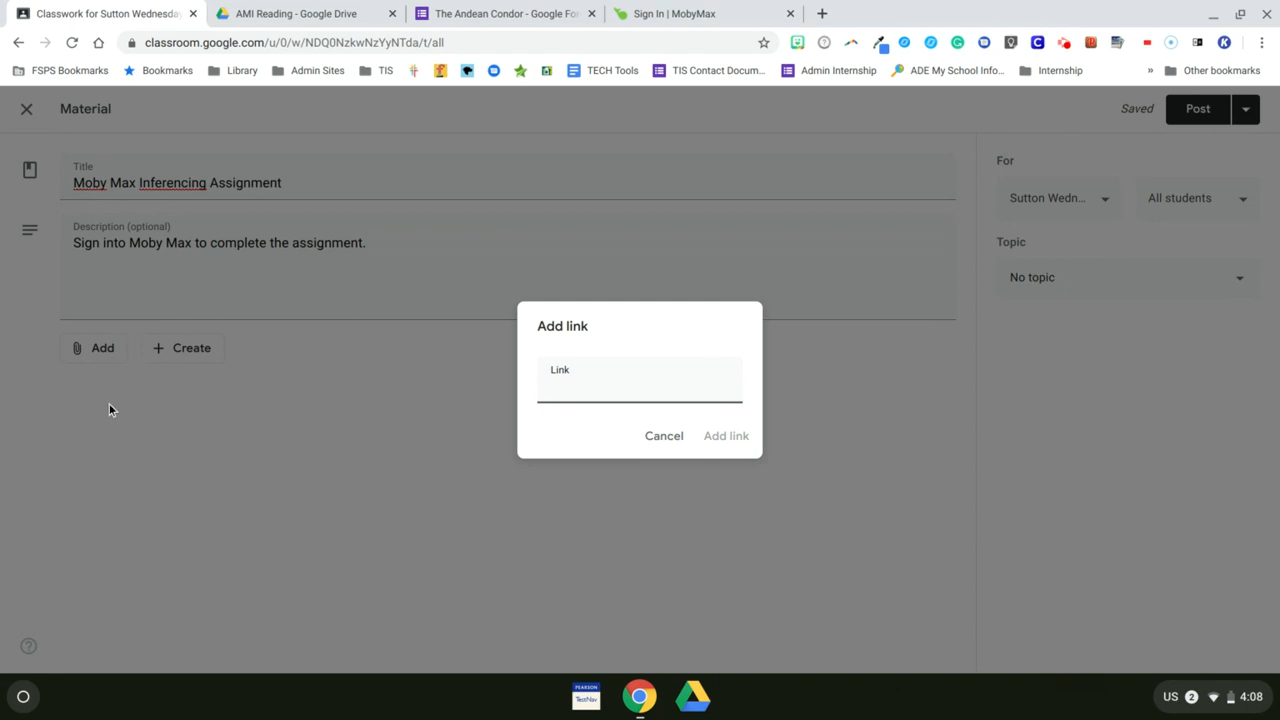 Classwork for Sutton Wednesday
AMI Reading - Google Drive
The Andean Condor - Google For
Sign In | MobyMax
classroom.google.com/u/0/w/NDQ0NzkwNzYyNTda/t/all
FSPS Bookmarks
Bookmarks
Library
Admin Sites
TIS
TECH Tools
TIS Contact Docum...
Admin Internship
ADE My School Info...
Internship
»
Other bookmarks
Material
Saved
Post
Title
Moby Max Inferencing Assignment
Description (optional)
Sign into Moby Max to complete the assignment.
Add
Create
For
Sutton Wedn...
All students
Topic
No topic
Add link
Link
Cancel
Add link
PEARSON
TestNav
US
2
4:08